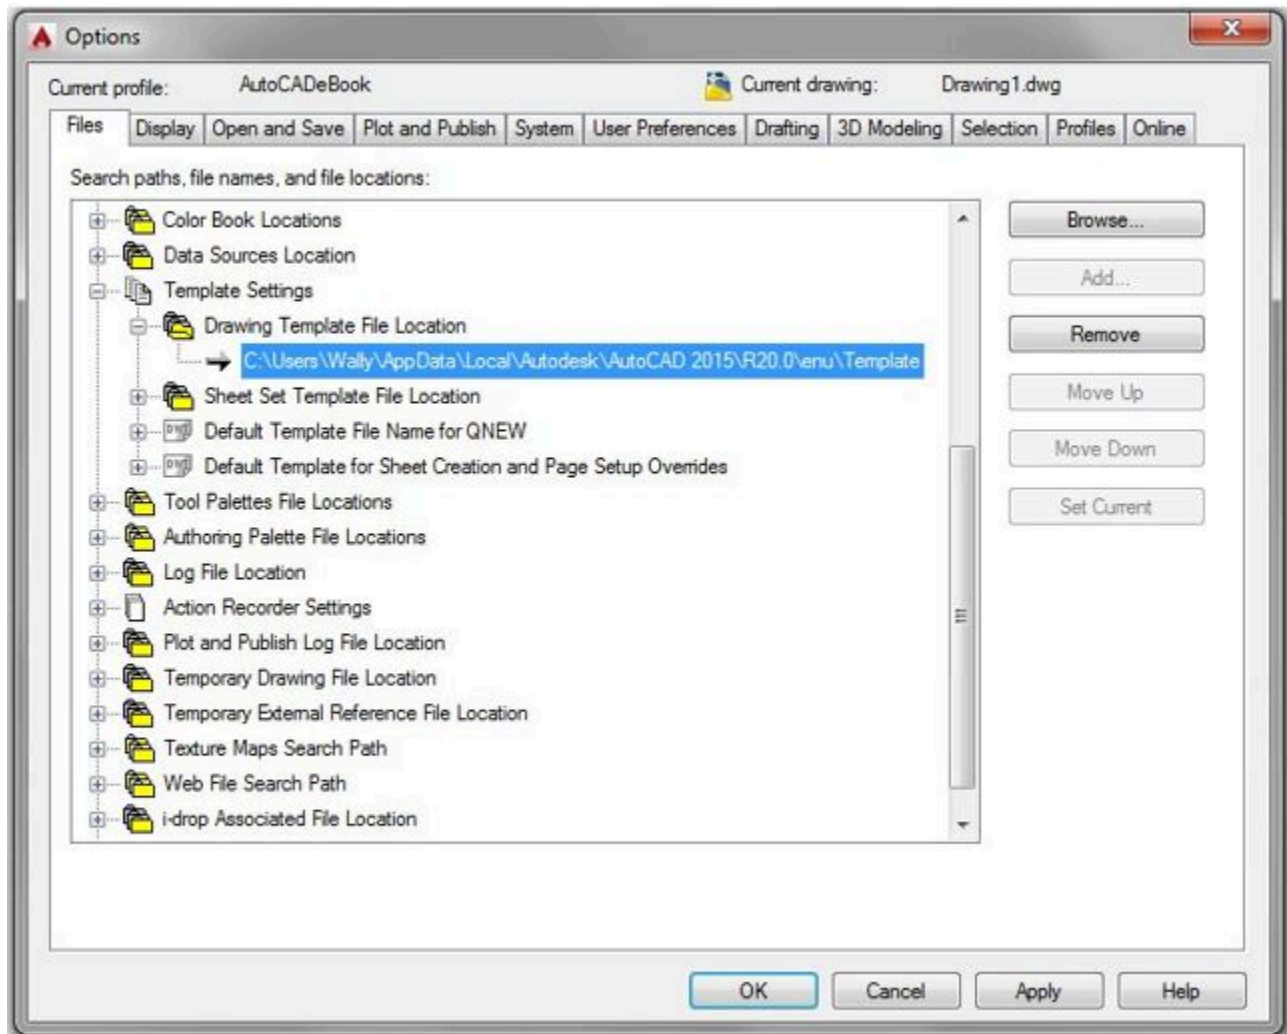 Options
Current profile: AutoCADeBook Current drawing: Drawing1.dwg
Files Display Open and Save Plot and Publish System User Preferences Drafting 3D Modeling Selection Profiles Online
Search paths, file names, and file locations:
Color Book Locations
Browse...
Data Sources Location
Add...
Template Settings
Drawing Template File Location
Remove
C:\Users\Wally\AppData\Local\Autodesk\AutoCAD 2015\R20.0\enu\Template
Sheet Set Template File Location
Move Up
Default Template File Name for QNEW
Move Down
Default Template for Sheet Creation and Page Setup Overrides
Tool Palettes File Locations
Set Current
Authoring Palette File Locations
Log File Location
Action Recorder Settings
Plot and Publish Log File Location
Temporary Drawing File Location
Temporary External Reference File Location
Texture Maps Search Path
Web File Search Path
i-drop Associated File Location
OK Cancel Apply Help